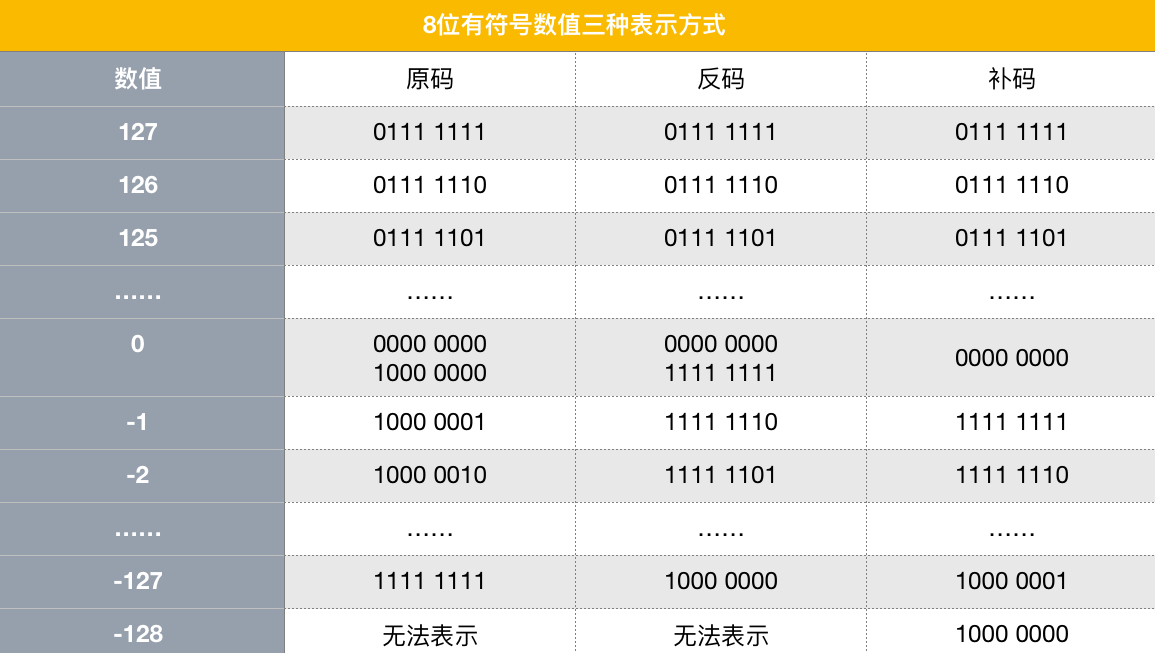 8位有符号数值三种表示方式
数值 原码 反码 补码
127 0111 1111 0111 1111 0111 1111
126 0111 1110 0111 1110 0111 1110
125 0111 1101 0111 1101 0111 1101
...... ...... ...... ......
0 0000 0000 0000 0000 0000 0000
1000 0000 1111 1111
-1 1000 0001 1111 1110 1111 1111
-2 1000 0010 1111 1101 1111 1110
...... ...... ...... ......
-127 1111 1111 1000 0000 1000 0001
-128 无法表示 无法表示 1000 0000